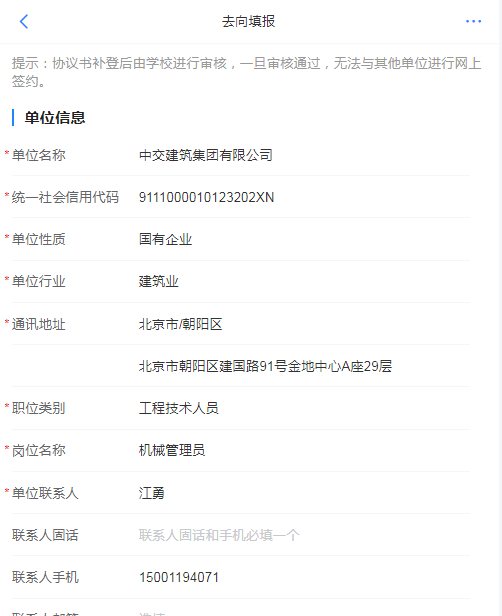 去向填报
提示：协议书补登后由学校进行审核，一旦审核通过，无法与其他单位进行网上
签约。
单位信息
*单位名称 中交建筑集团有限公司
*统一社会信用代码 9111000010123202XN
*单位性质 国有企业
*单位行业 建筑业
*通讯地址 北京市/朝阳区
北京市朝阳区建国路91号金地中心A座29层
*职位类别 工程技术人员
*岗位名称 机械管理员
*单位联系人 江勇
联系人固话 联系人固话和手机必填一个
联系人手机 15001194071